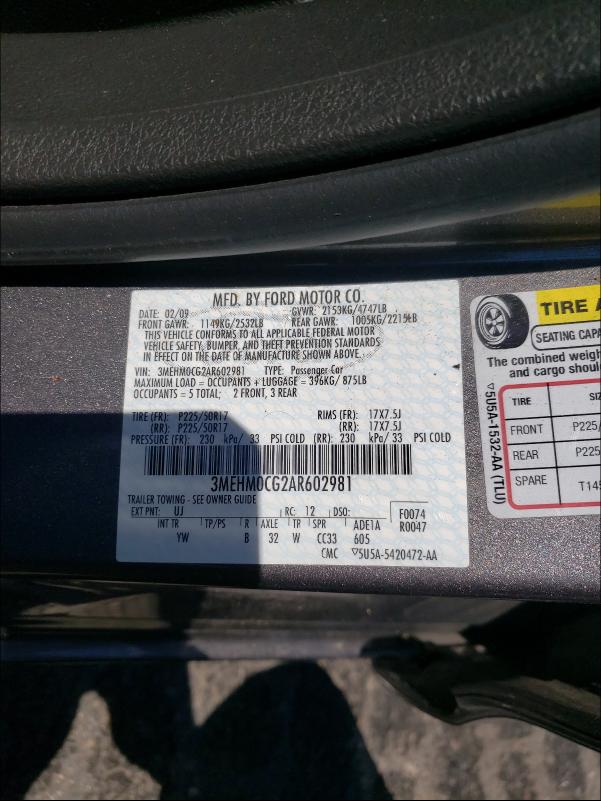 MFD. BY FORD MOTOR CO.
DATE: 02/09 GVWR: 2153KG/4747LB
FRONT GAWR: 1149KG/2532LB REAR GAWR: 1005KG/2215LB
THIS VEHICLE CONFORMS TO ALL APPLICABLE FEDERAL MOTOR
VEHICLE SAFETY, BUMPER, AND THEFT PREVENTION STANDARDS
IN EFFECT ON THE DATE OF MANUFACTURE SHOWN ABOVE.
VIN: 3MEHM0CG2AR602981 TYPE: Passenger Car
MAXIMUM LOAD = OCCUPANTS + LUGGAGE = 396KG/875LB
OCCUPANTS = 5 TOTAL; 2 FRONT, 3 REAR
TIRE (FR): P225/50R17 RIMS (FR): 17X7.5J
(RR): P225/50R17 (RR): 17X7.5J
PRESSURE (FR): 230 kPa/ 33 PSI COLD (RR): 230 kPa/ 33 PSI COLD
3MEHM0CG2AR602981
TRAILER TOWING - SEE OWNER GUIDE
EXT PNT: UJ RC: 12 DSO: F0074
INT TR TP/PS R AXLE TR SPR ADE1A R0047
YW B 32 W CC33 605
CMC ▽5U5A-5420472-AA
TIRE A
SEATING CAPA
The combined weigh
and cargo shoul
TIRE SI
FRONT P225/
REAR P225
SPARE T145
▽5U5A-1532-AA (TLU)